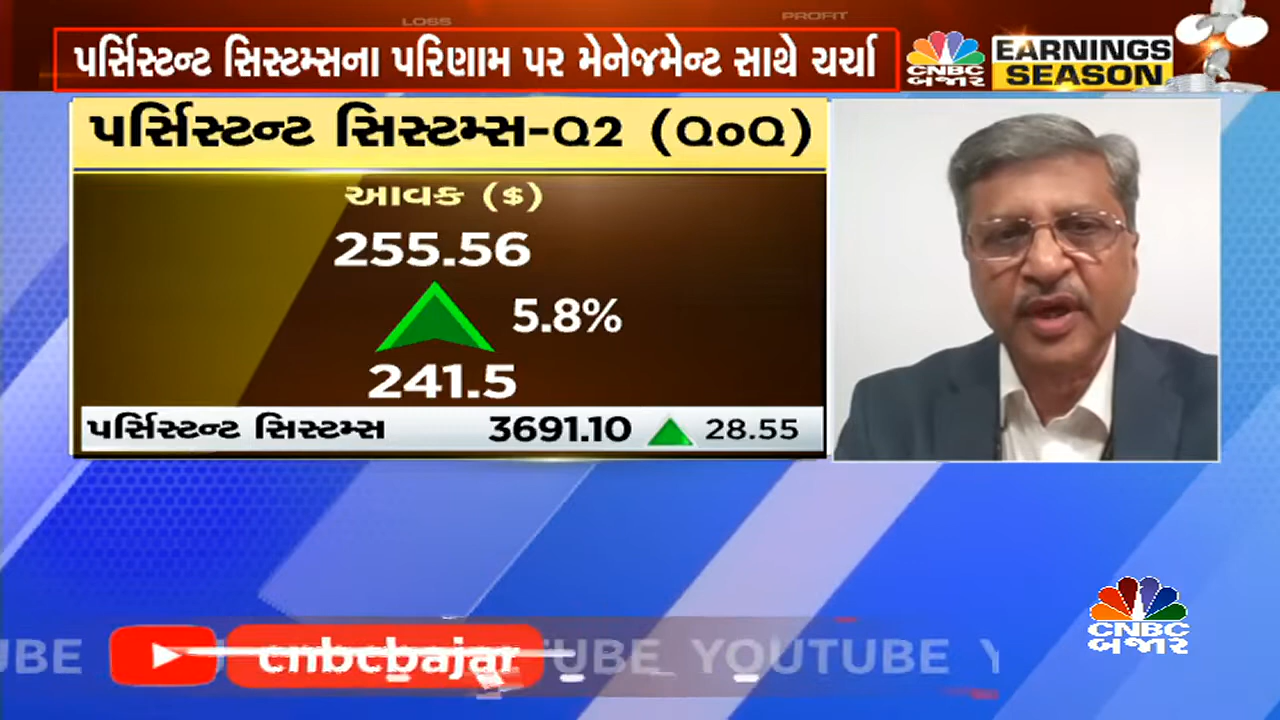 LOSS
PROFIT
પર્સિસ્ટન્ટ સિસ્ટમ્સના પરિણામ પર મેનેજમેન્ટ સાથે ચર્ચા
CNBC
બજાર
EARNINGS
SEASON
પર્સિસ્ટન્ટ સિસ્ટમ્સ-Q2 (QoQ)
આવક ($)
255.56
5.8%
241.5
પર્સિસ્ટન્ટ સિસ્ટમ્સ 3691.10 28.55
CNBC
બજાર
UBE cnbcbajar TUBE YOUTUBE Y